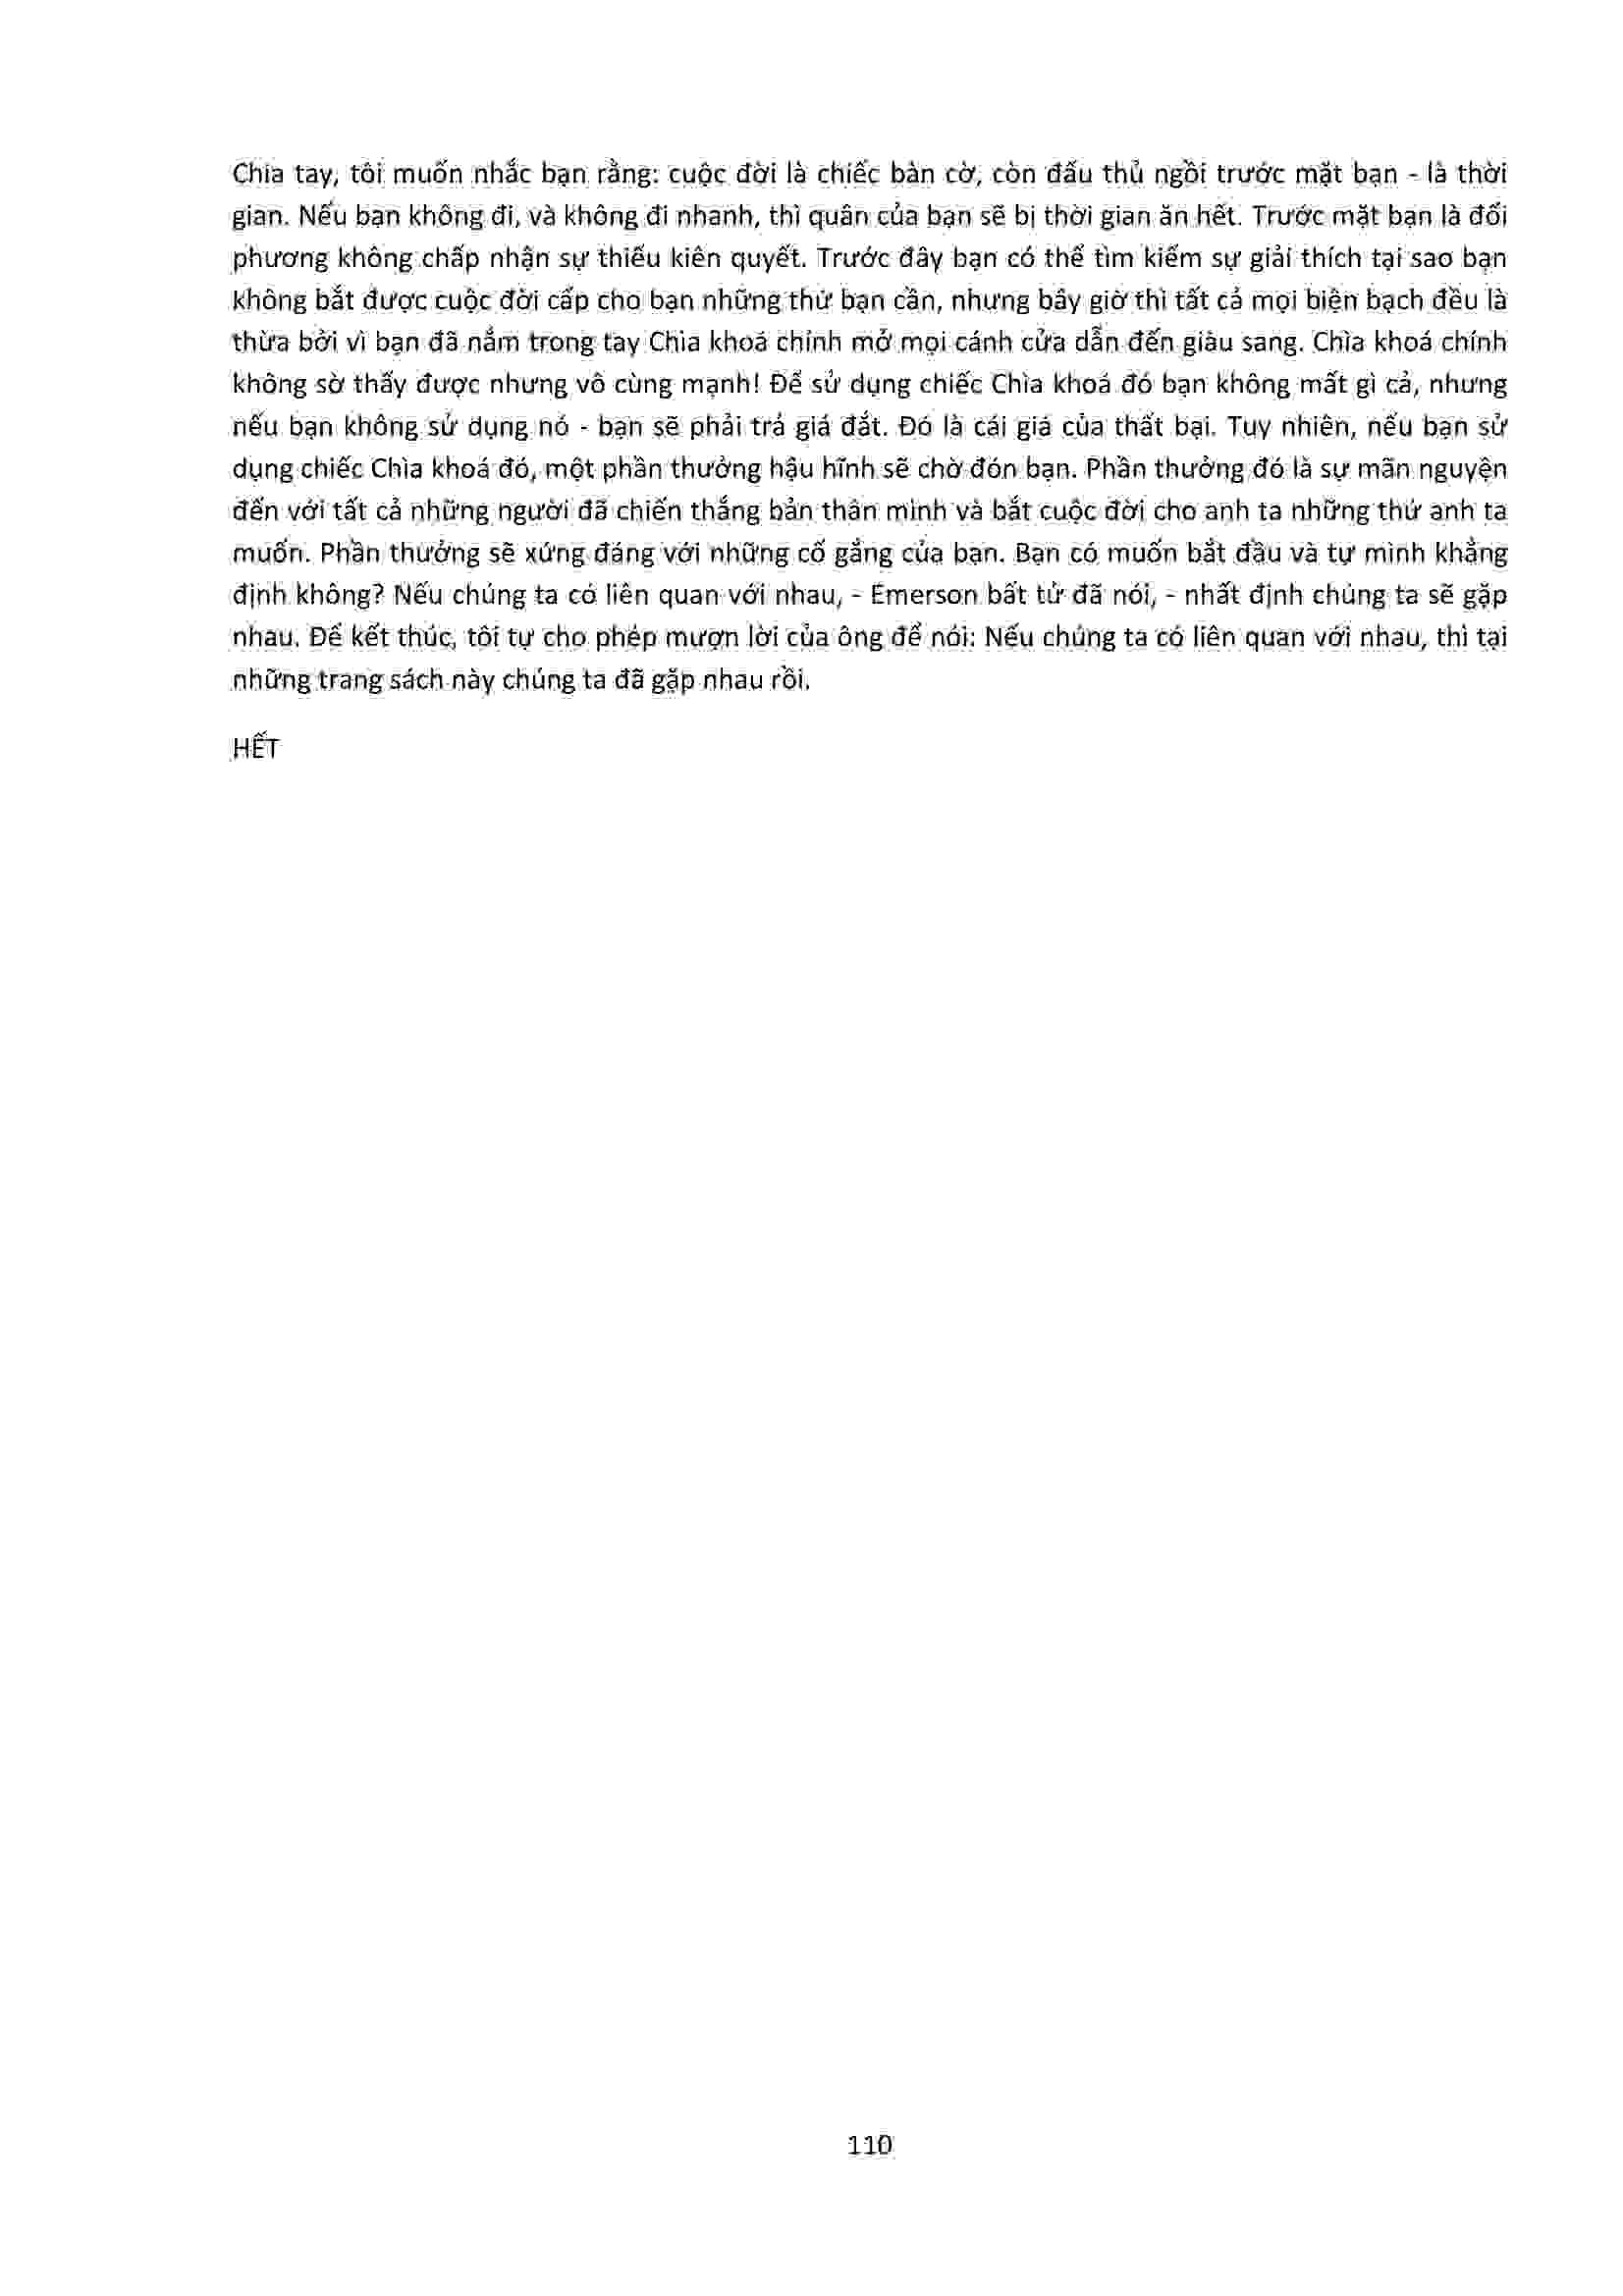 Chia tay, tôi muốn nhắc bạn rằng: cuộc đời là chiếc bàn cờ, còn đấu thủ ngồi trước mặt bạn - là thời
gian. Nếu bạn không đi, và không đi nhanh, thì quân của bạn sẽ bị thời gian ăn hết. Trước mặt bạn là đối
phương không chấp nhận sự thiếu kiên quyết. Trước đây bạn có thể tìm kiếm sự giải thích tại sao bạn
không bắt được cuộc đời cấp cho bạn những thứ bạn cần, nhưng bây giờ thì tất cả mọi biện bạch đều là
thừa bởi vì bạn đã nắm trong tay Chìa khoá chính mở mọi cánh cửa dẫn đến giàu sang. Chìa khoá chính
không sờ thấy được nhưng vô cùng mạnh! Để sử dụng chiếc Chìa khoá đó bạn không mất gì cả, nhưng
nếu bạn không sử dụng nó - bạn sẽ phải trả giá đắt. Đó là cái giá của thất bại. Tuy nhiên, nếu bạn sử
dụng chiếc Chìa khoá đó, một phần thưởng hậu hĩnh sẽ chờ đón bạn. Phần thưởng đó là sự mãn nguyện
đến với tất cả những người đã chiến thắng bản thân mình và bắt cuộc đời cho anh ta những thứ anh ta
muốn. Phần thưởng sẽ xứng đáng với những cố gắng của bạn. Bạn có muốn bắt đầu và tự mình khẳng
định không? Nếu chúng ta có liên quan với nhau, - Emerson bất tử đã nói, - nhất định chúng ta sẽ gặp
nhau. Để kết thúc, tôi tự cho phép mượn lời của ông để nói: Nếu chúng ta có liên quan với nhau, thì tại
những trang sách này chúng ta đã gặp nhau rồi.
HẾT
110